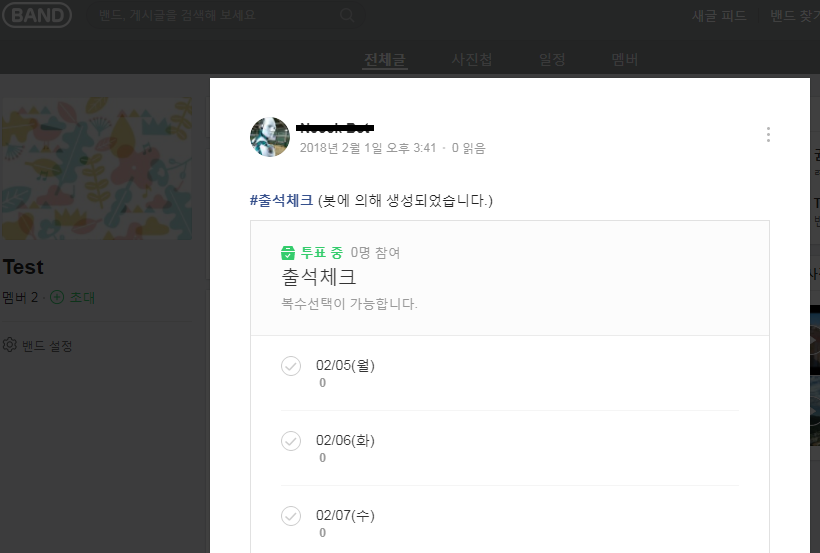 BAND
밴드, 게시글을 검색해 보세요
새글 피드
밴드 찾기
전체글
사진첩
일정
멤버
2018년 2월 1일 오후 3:41 · 0 읽음
#출석체크 (봇에 의해 생성되었습니다.)
투표 중 0명 참여
출석체크
복수선택이 가능합니다.
Test
멤버 2 · 초대
밴드 설정
02/05(월)
0
02/06(화)
0
02/07(수)
0